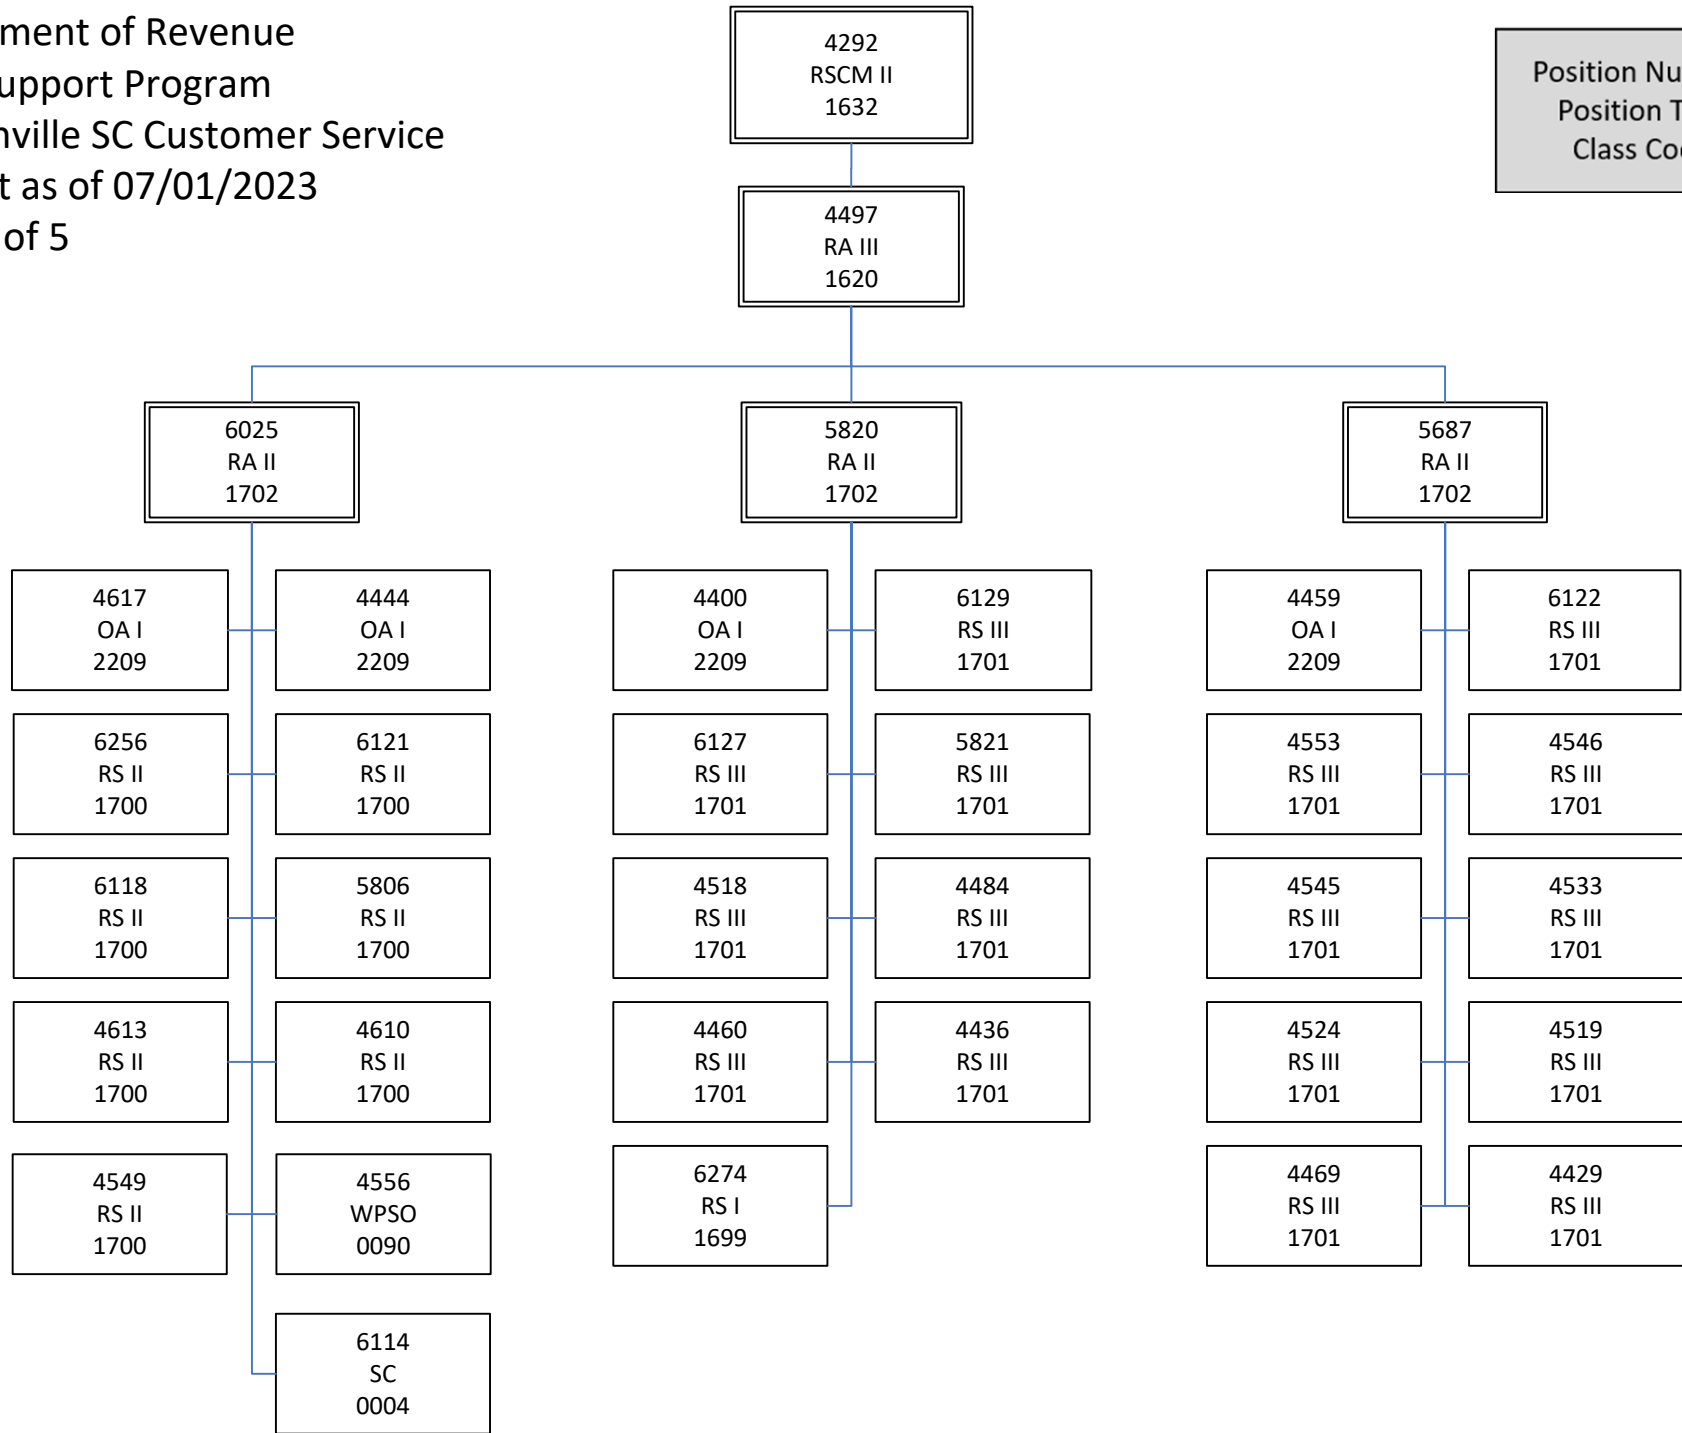 ment of Revenue
upport Program
nville SC Customer Service
t as of 07/01/2023
of 5
4292
RSCM II
1632
Position Nu
Position T
Class Co
4497
RA III
1620
6025
RA II
1702
5820
RA II
1702
5687
RA II
1702
4617
OA I
2209
4444
OA I
2209
4400
OA I
2209
6129
RS III
1701
4459
OA I
2209
6122
RS III
1701
6256
RS II
1700
6121
RS II
1700
6127
RS III
1701
5821
RS III
1701
4553
RS III
1701
4546
RS III
1701
6118
RS II
1700
5806
RS II
1700
4518
RS III
1701
4484
RS III
1701
4545
RS III
1701
4533
RS III
1701
4613
RS II
1700
4610
RS II
1700
4460
RS III
1701
4436
RS III
1701
4524
RS III
1701
4519
RS III
1701
4549
RS II
1700
4556
WPSO
0090
6274
RS I
1699
4469
RS III
1701
4429
RS III
1701
6114
SC
0004